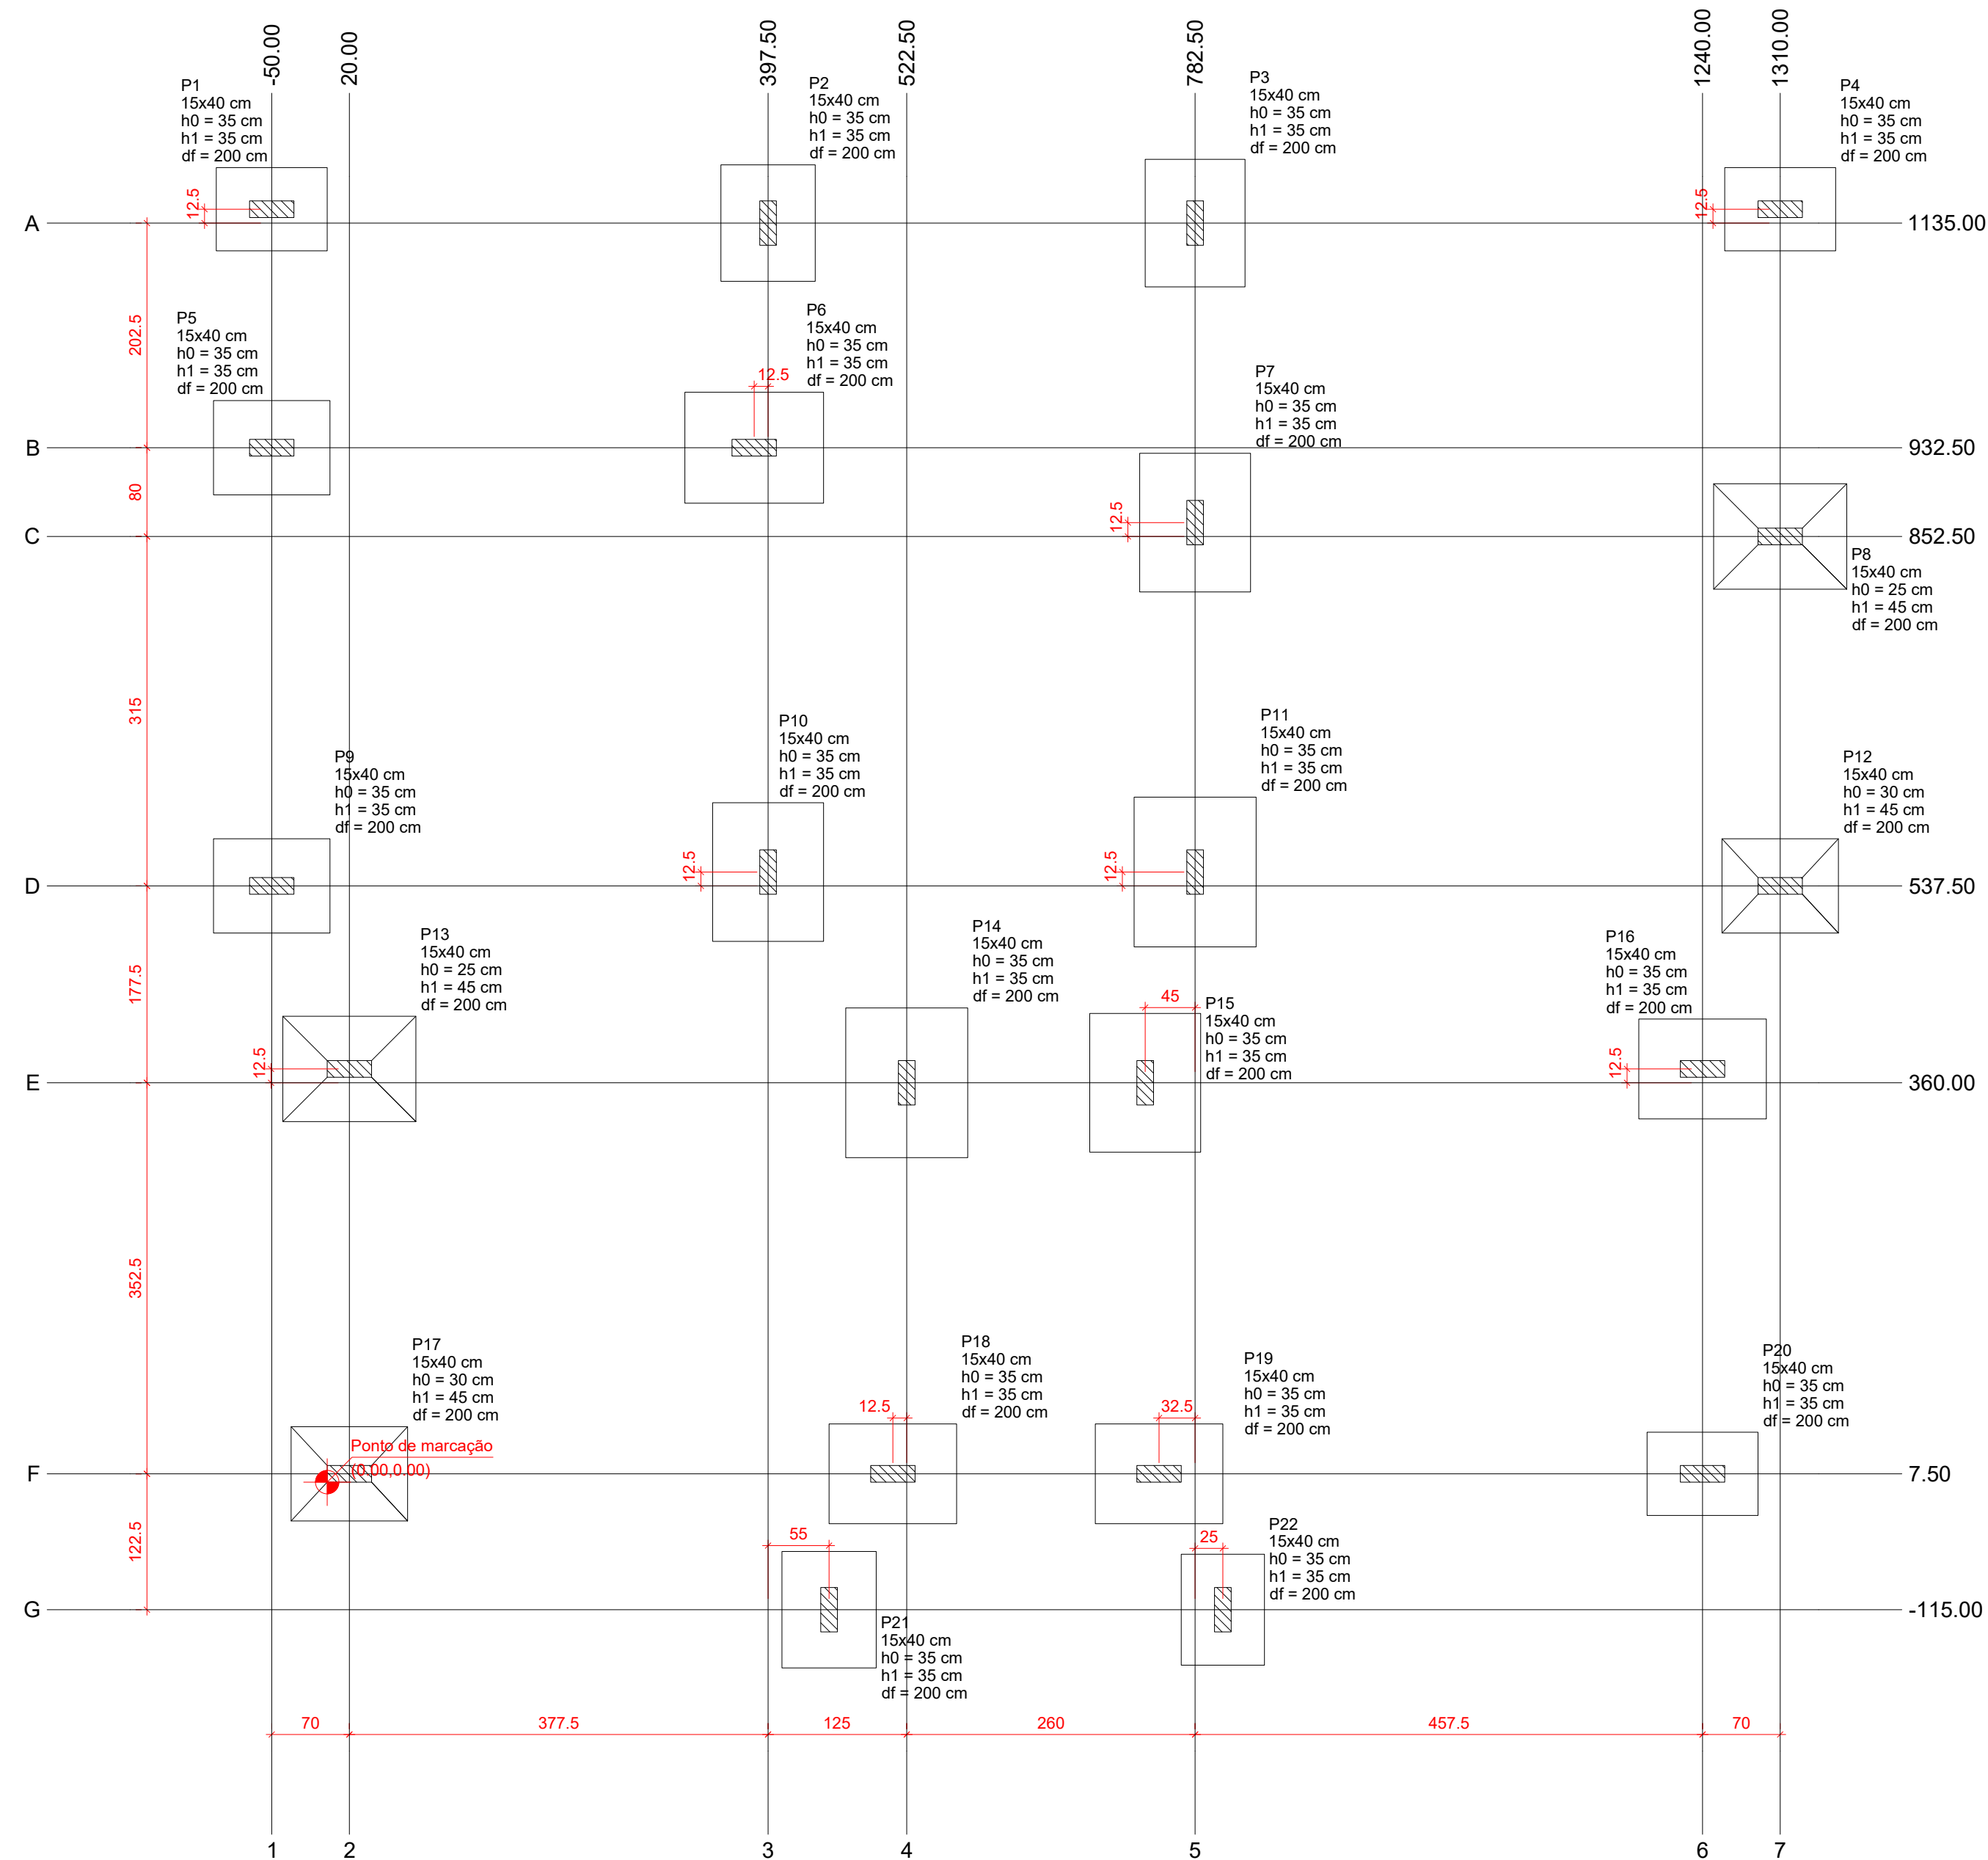 -50.00
20.00
397.50
522.50
782.50
1240.00
1310.00
P1
15x40 cm
h0 = 35 cm
h1 = 35 cm
df = 200 cm
P2
15x40 cm
h0 = 35 cm
h1 = 35 cm
df = 200 cm
P3
15x40 cm
h0 = 35 cm
h1 = 35 cm
df = 200 cm
P4
15x40 cm
h0 = 35 cm
h1 = 35 cm
df = 200 cm
12.5
12.5
A
1135.00
202.5
P5
15x40 cm
h0 = 35 cm
h1 = 35 cm
df = 200 cm
P6
15x40 cm
h0 = 35 cm
h1 = 35 cm
df = 200 cm
12.5
P7
15x40 cm
h0 = 35 cm
h1 = 35 cm
df = 200 cm
B
932.50
80
12.5
C
852.50
P8
15x40 cm
h0 = 25 cm
h1 = 45 cm
df = 200 cm
315
P9
15x40 cm
h0 = 35 cm
h1 = 35 cm
df = 200 cm
P10
15x40 cm
h0 = 35 cm
h1 = 35 cm
df = 200 cm
P11
15x40 cm
h0 = 35 cm
h1 = 35 cm
df = 200 cm
P12
15x40 cm
h0 = 30 cm
h1 = 45 cm
df = 200 cm
12.5
12.5
D
537.50
177.5
P13
15x40 cm
h0 = 25 cm
h1 = 45 cm
df = 200 cm
P14
15x40 cm
h0 = 35 cm
h1 = 35 cm
df = 200 cm
45
P15
15x40 cm
h0 = 35 cm
h1 = 35 cm
df = 200 cm
P16
15x40 cm
h0 = 35 cm
h1 = 35 cm
df = 200 cm
12.5
12.5
E
360.00
352.5
P17
15x40 cm
h0 = 30 cm
h1 = 45 cm
df = 200 cm
P18
15x40 cm
h0 = 35 cm
h1 = 35 cm
df = 200 cm
12.5
32.5
P19
15x40 cm
h0 = 35 cm
h1 = 35 cm
df = 200 cm
P20
15x40 cm
h0 = 35 cm
h1 = 35 cm
df = 200 cm
Ponto de marcação
(0.00,0.00)
F
7.50
122.5
55
25
P22
15x40 cm
h0 = 35 cm
h1 = 35 cm
df = 200 cm
G
-115.00
P21
15x40 cm
h0 = 35 cm
h1 = 35 cm
df = 200 cm
70
377.5
125
260
457.5
70
1
2
3
4
5
6
7